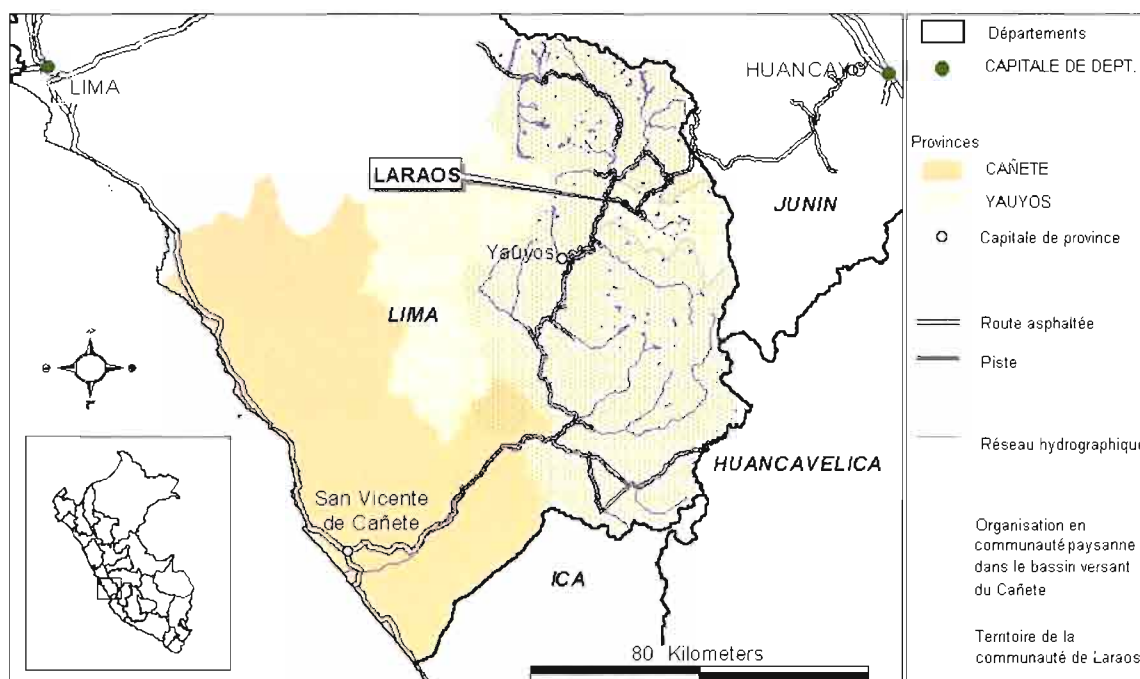 LIMA
HUANCAYO
LARAOS
JUNIN
Yauyos
LIMA
HUANCAVELICA
San Vicente
de Cañete
ICA
80 Kilometers
Départements
CAPITALE DE DEPT.
Provinces
CAÑETE
YAUYOS
Capitale de province
Route asphaltée
Piste
Réseau hydrographique
Organisation en
communauté paysanne
dans le bassin versant
du Cañete
Territoire de la
communauté de Laraos